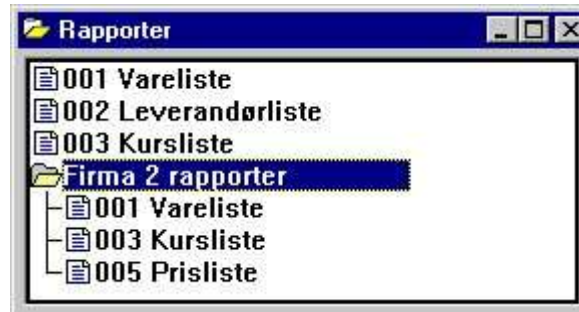 Rapporter
001 Vareliste
002 Leverandørliste
003 Kursliste
Firma 2 rapporter
001 Vareliste
003 Kursliste
005 Prisliste